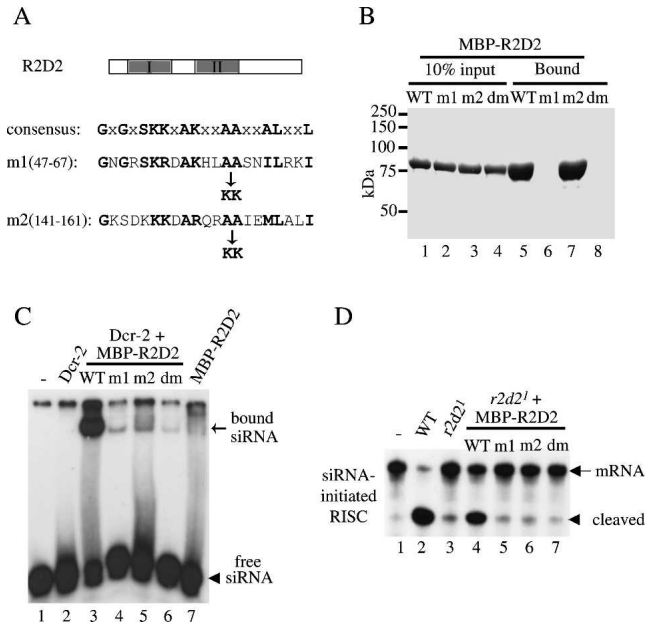 A
R2D2
I II
consensus: GxGxSKKxAKxxAAxxALxxL
m1(47-67): GNGRSKRDAKHLAASNILRKI
KK
m2(141-161): GKSDKKKDARQRAAIEMLALI
KK
B
MBP-R2D2
10% input Bound
WT m1 m2 dm WT m1 m2 dm
250
150
100
75
50
kDa
1 2 3 4 5 6 7 8
C
Dcr-2 +
MBP-R2D2
- Dcr-2 WT m1 m2 dm MBP-R2D2
bound
siRNA
free
siRNA
1 2 3 4 5 6 7
D
r2d2¹ +
MBP-R2D2
- WT r2d2¹ WT m1 m2 dm
siRNA-
initiated
RISC
mRNA
cleaved
1 2 3 4 5 6 7